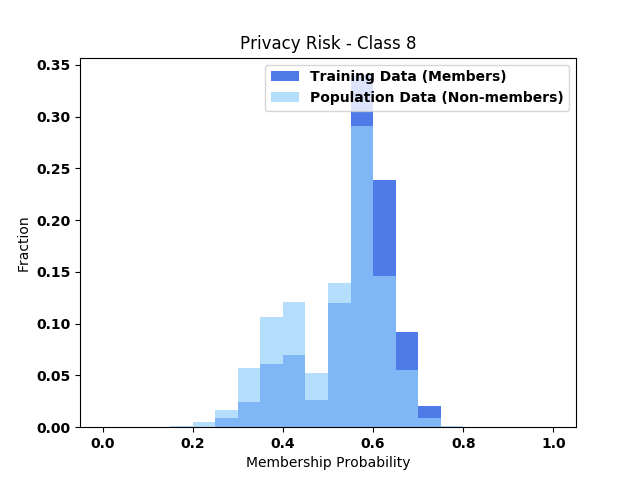 Privacy Risk - Class 8
Training Data (Members)
Population Data (Non-members)
0.35
0.30
0.25
0.20
0.15
0.10
0.05
0.00
Fraction
0.0 0.2 0.4 0.6 0.8 1.0
Membership Probability